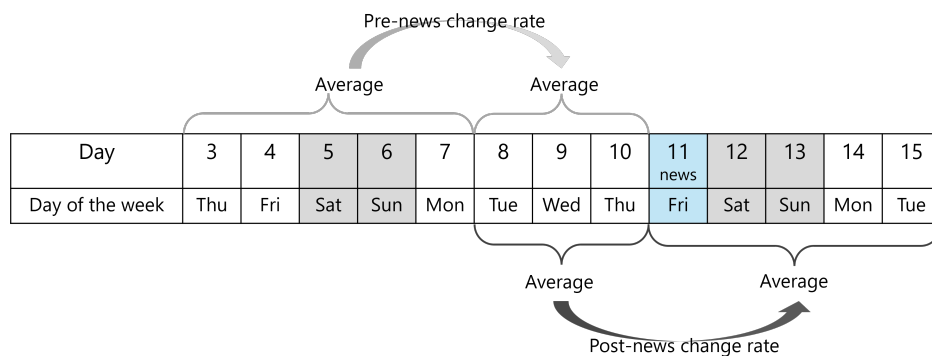 Pre-news change rate
Average Average
Day 3 4 5 6 7 8 9 10 11 12 13 14 15
news
Day of the week Thu Fri Sat Sun Mon Tue Wed Thu Fri Sat Sun Mon Tue
Average Average
Post-news change rate